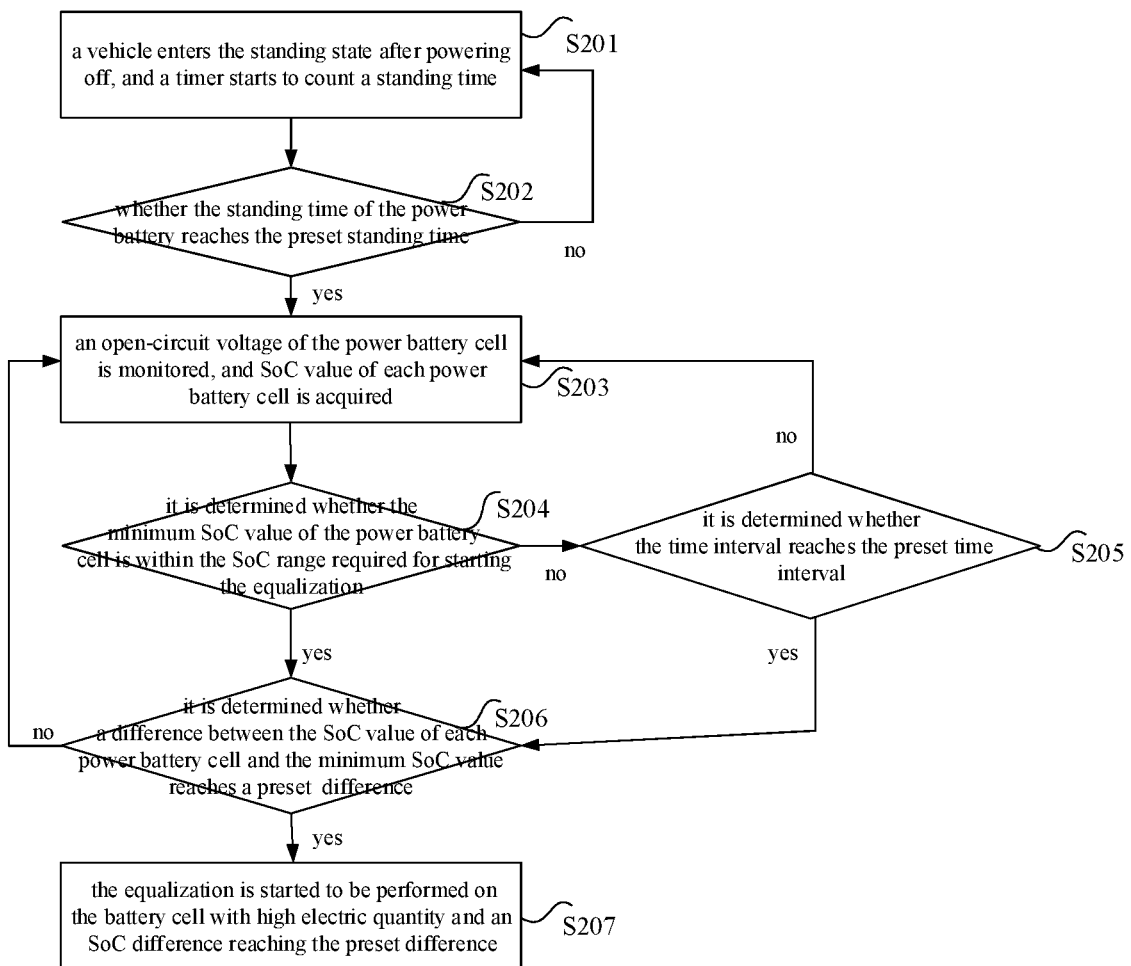 a vehicle enters the standing state after powering
off, and a timer starts to count a standing time
S201
whether the standing time of the power
battery reaches the preset standing time
S202
no
yes
an open-circuit voltage of the power battery cell
is monitored, and SoC value of each power
battery cell is acquired
S203
no
it is determined whether the
minimum SoC value of the power battery
cell is within the SoC range required for starting
the equalization
S204
no
it is determined whether
the time interval reaches the preset time
interval
S205
yes
yes
it is determined whether
a difference between the SoC value of each
power battery cell and the minimum SoC value
reaches a preset difference
S206
no
yes
the equalization is started to be performed on
the battery cell with high electric quantity and an
SoC difference reaching the preset difference
S207